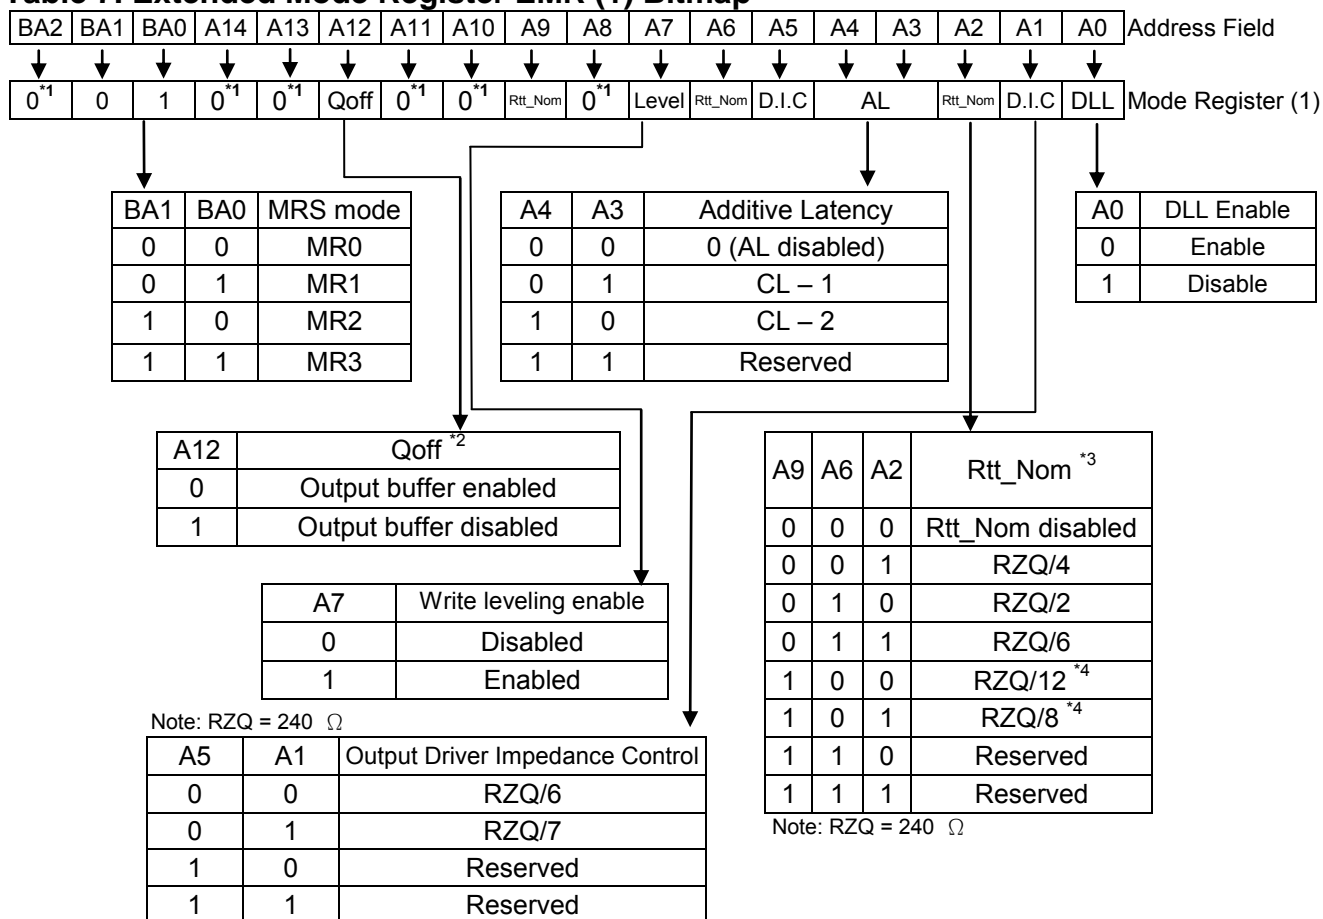 Table 7. Extended Mode Register EMR (1) Bitmap
BA2 BA1 BA0 A14 A13 A12 A11 A10 A9 A8 A7 A6 A5 A4 A3 A2 A1 A0 Address Field
0*1 0 1 0*1 0*1 Qoff 0*1 0*1 Rtt_Nom 0*1 Level Rtt_Nom D.I.C AL Rtt_Nom D.I.C DLL Mode Register (1)
BA1 BA0 MRS mode
0 0 MR0
0 1 MR1
1 0 MR2
1 1 MR3
A4 A3 Additive Latency
0 0 0 (AL disabled)
0 1 CL – 1
1 0 CL – 2
1 1 Reserved
A0 DLL Enable
0 Enable
1 Disable
A12 Qoff *2
0 Output buffer enabled
1 Output buffer disabled
A9 A6 A2 Rtt_Nom *3
0 0 0 Rtt_Nom disabled
0 0 1 RZQ/4
0 1 0 RZQ/2
0 1 1 RZQ/6
1 0 0 RZQ/12 *4
1 0 1 RZQ/8 *4
1 1 0 Reserved
1 1 1 Reserved
Note: RZQ = 240 Ω
A7 Write leveling enable
0 Disabled
1 Enabled
Note: RZQ = 240 Ω
A5 A1 Output Driver Impedance Control
0 0 RZQ/6
0 1 RZQ/7
1 0 Reserved
1 1 Reserved